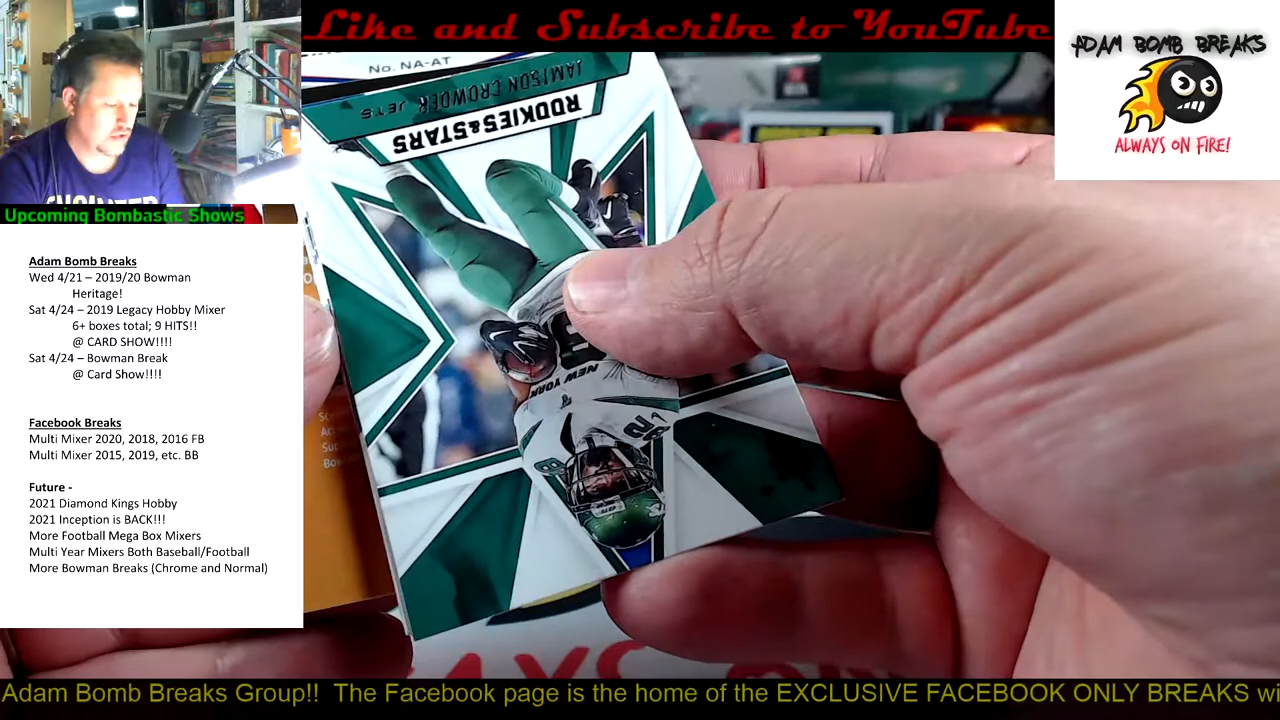 Like and Subscribe to YouTube
ADAM BOMB BREAKS
ALWAYS ON FIRE!
No. NA-AT
JAMISON CROWDER JETS
ROOKIES&STARS
NEW YORK
82
8
Upcoming Bombastic Shows
Adam Bomb Breaks
Wed 4/21 – 2019/20 Bowman
Heritage!
Sat 4/24 – 2019 Legacy Hobby Mixer
6+ boxes total; 9 HITS!!
@ CARD SHOW!!!!
Sat 4/24 – Bowman Break
@ Card Show!!!!
Facebook Breaks
Multi Mixer 2020, 2018, 2016 FB
Multi Mixer 2015, 2019, etc. BB
Future -
2021 Diamond Kings Hobby
2021 Inception is BACK!!!
More Football Mega Box Mixers
Multi Year Mixers Both Baseball/Football
More Bowman Breaks (Chrome and Normal)
Adam Bomb Breaks Group!! The Facebook page is the home of the EXCLUSIVE FACEBOOK ONLY BREAKS wi